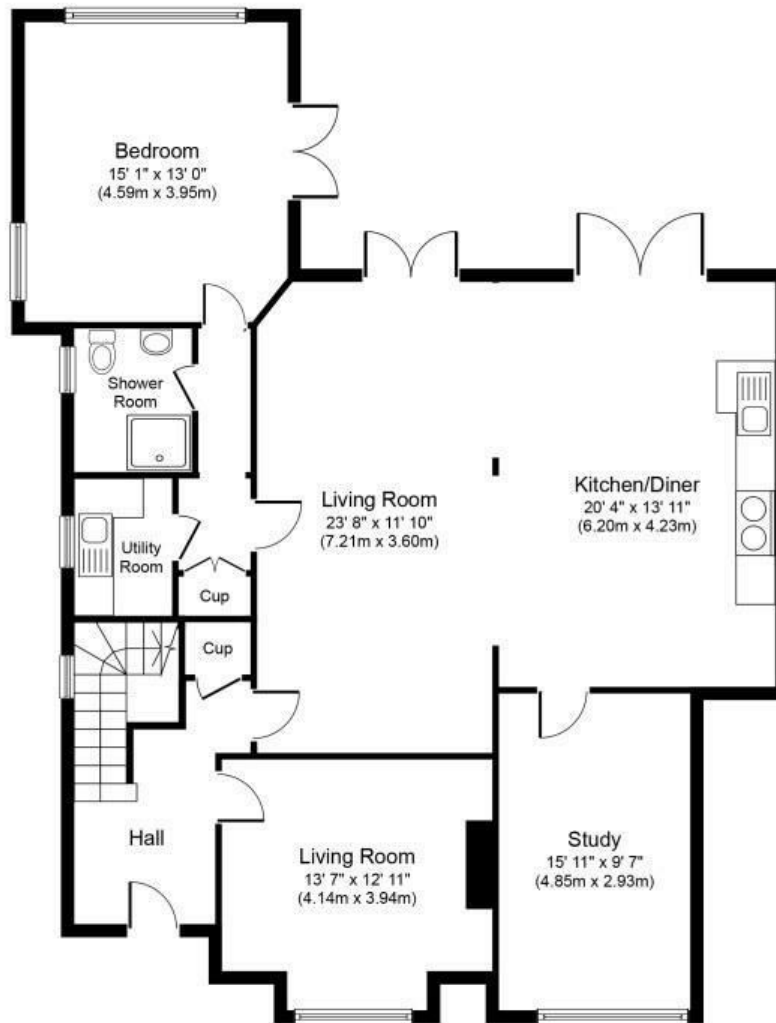 Bedroom
15' 1" x 13' 0"
(4.59m x 3.95m)
Shower
Room
Living Room
23' 8" x 11' 10"
(7.21m x 3.60m)
Kitchen/Diner
20' 4" x 13' 11"
(6.20m x 4.23m)
Utility
Room
Cup
Cup
Hall
Living Room
13' 7" x 12' 11"
(4.14m x 3.94m)
Study
15' 11" x 9' 7"
(4.85m x 2.93m)